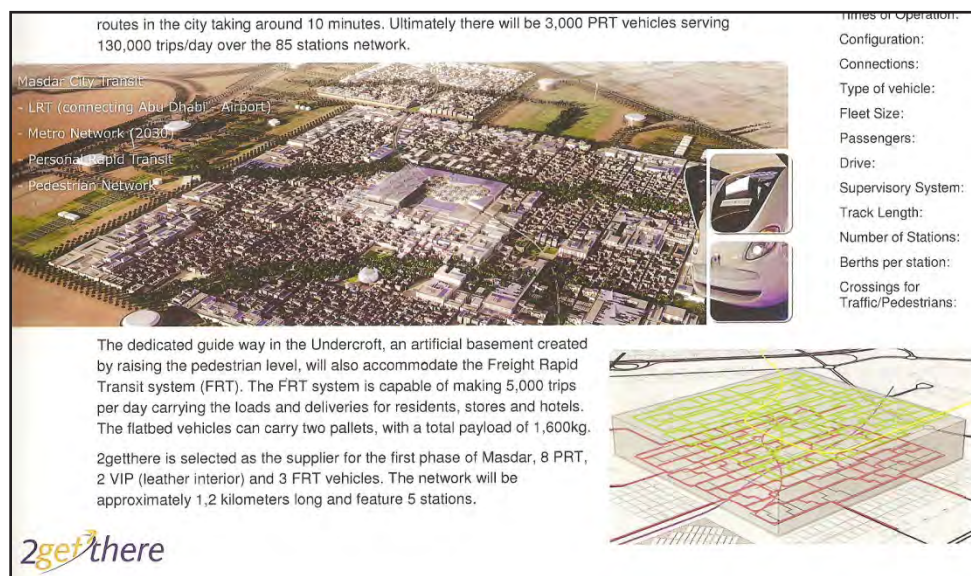 routes in the city taking around 10 minutes. Ultimately there will be 3,000 PRT vehicles serving
130,000 trips/day over the 85 stations network.
Masdar City Transit
- LRT (connecting Abu Dhabi - Airport)
- Metro Network (2030)
- Personal Rapid Transit
- Pedestrian Network
The dedicated guide way in the Undercroft, an artificial basement created
by raising the pedestrian level, will also accommodate the Freight Rapid
Transit system (FRT). The FRT system is capable of making 5,000 trips
per day carrying the loads and deliveries for residents, stores and hotels.
The flatbed vehicles can carry two pallets, with a total payload of 1,600kg.
2getthere is selected as the supplier for the first phase of Masdar, 8 PRT,
2 VIP (leather interior) and 3 FRT vehicles. The network will be
approximately 1,2 kilometers long and feature 5 stations.
2getthere
Times of Operation:
Configuration:
Connections:
Type of vehicle:
Fleet Size:
Passengers:
Drive:
Supervisory System:
Track Length:
Number of Stations:
Berths per station:
Crossings for
Traffic/Pedestrians: